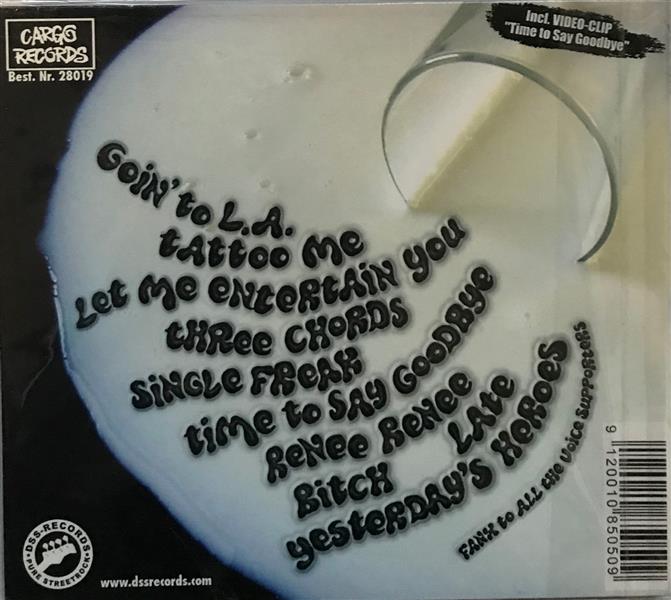 CARGO
RECORDS
Best. Nr. 28019
Incl. VIDEO-CLIP
"Time to Say Goodbye"
GOiN' to L.A.
tAttOO Me
Let Me eNteRtAiN YOU
tHRee CHORDS
SiNGLe FReAK
tiMe to SAY GOODBYe
ReNee ReNee
BitCH LAte
YesteRDAY'S HeROeS
FANX to ALL tHe VOiCe SUPPORteRS
9 120010 850509
DSS-RECORDS
PURE STREETROCK
www.dssrecords.com